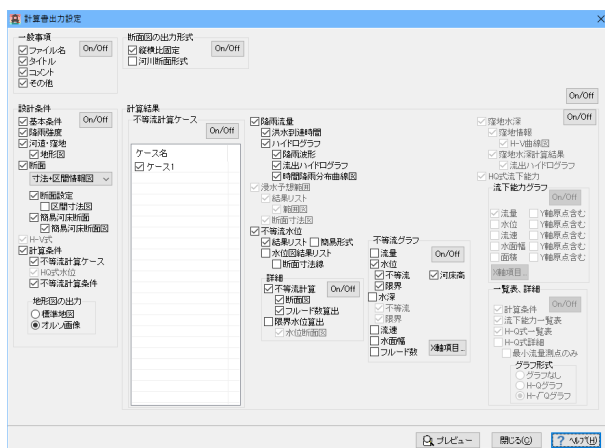 計算書出力設定
一般事項
ファイル名 On/Off
タイトル
コメント
その他
断面図の出力形式
縦横比固定 On/Off
河川断面形式
On/Off
設計条件
基本条件 On/Off
降雨強度
河道・窪地
地形図
断面
寸法+区間情報図
断面設定
区間寸法図
簡易河床断面
簡易河床断面図
H-V式
計算条件
不等流計算ケース
HQ式水位
不等流計算条件
地形図の出力
標準地図
オルソ画像
計算結果
不等流計算ケース
On/Off
ケース名
ケース1
降雨流量
洪水到達時間
ハイドログラフ
降雨波形
流出ハイドログラフ
時間降雨分布曲線図
浸水予想範囲
結果リスト
範囲図
断面寸法図
不等流水位
結果リスト 簡易形式
水位図結果リスト
断面寸法線
詳細
不等流計算 On/Off
断面図
フルード数算出
限界水位算出
水位断面図
不等流グラフ
流量 On/Off
水位
不等流 河床高
限界
水深
不等流
限界
流速
水面幅
フルード数 X軸項目...
窪地水深 On/Off
窪地情報
H-V曲線図
窪地水深計算結果
流出ハイドログラフ
HQ式流下能力
流下能力グラフ
On/Off
流量 Y軸原点含む
水位 Y軸原点含む
流速 Y軸原点含む
水面幅 Y軸原点含む
面積 Y軸原点含む
X軸項目...
一覧表、詳細
計算条件 On/Off
流下能力一覧表
H-Q式一覧表
H-Q式詳細
最小流量測点のみ
グラフ形式
グラフなし
H-Qグラフ
H-√Qグラフ
プレビュー 閉じる(C) ? ヘルプ(H)